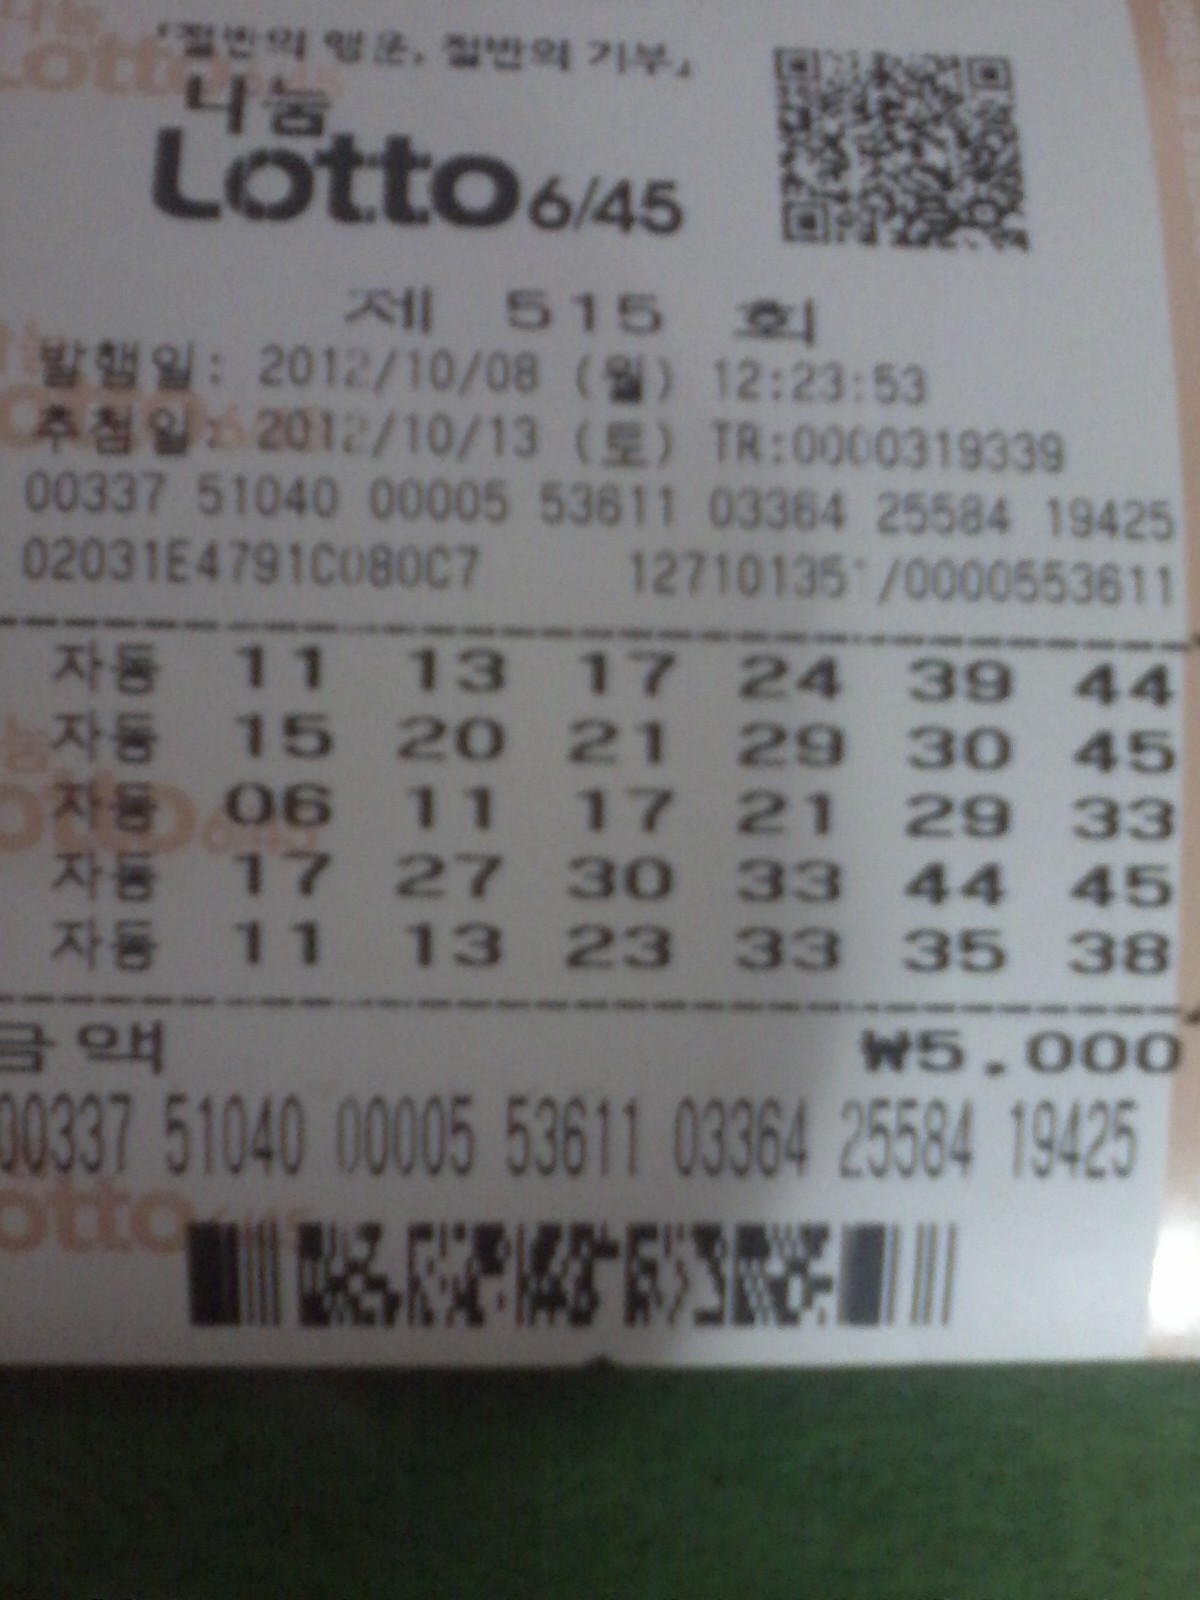 「절반의 행운, 절반의 기부」
나눔
Lotto 6/45
제 515 회
발행일: 2012/10/08 (월) 12:23:53
추첨일: 2012/10/13 (토) TR:0000319339
00337 51040 00005 53611 03364 25584 19425
02031E4791C080C7 /0000553611
자동 11 13 17 24 39 44
자동 15 20 21 29 30 45
자동 06 11 17 21 29 33
자동 17 27 30 33 44 45
자동 11 13 23 33 35 38
금액 ₩5,000
00337 51040 00005 53611 03364 25584 19425